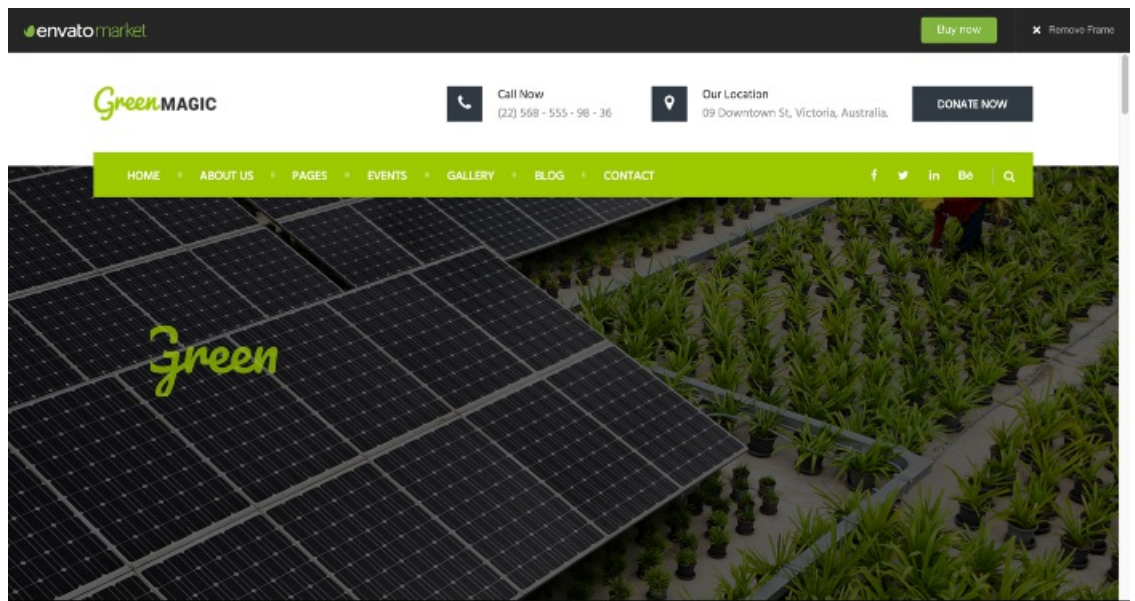 envatomarket
Buy now
Remove Frame
GreenMAGIC
Call Now
(22) 568 - 555 - 98 - 36
Our Location
09 Downtown St, Victoria, Australia.
DONATE NOW
HOME ABOUT US PAGES EVENTS GALLERY BLOG CONTACT
f in Bē
Green